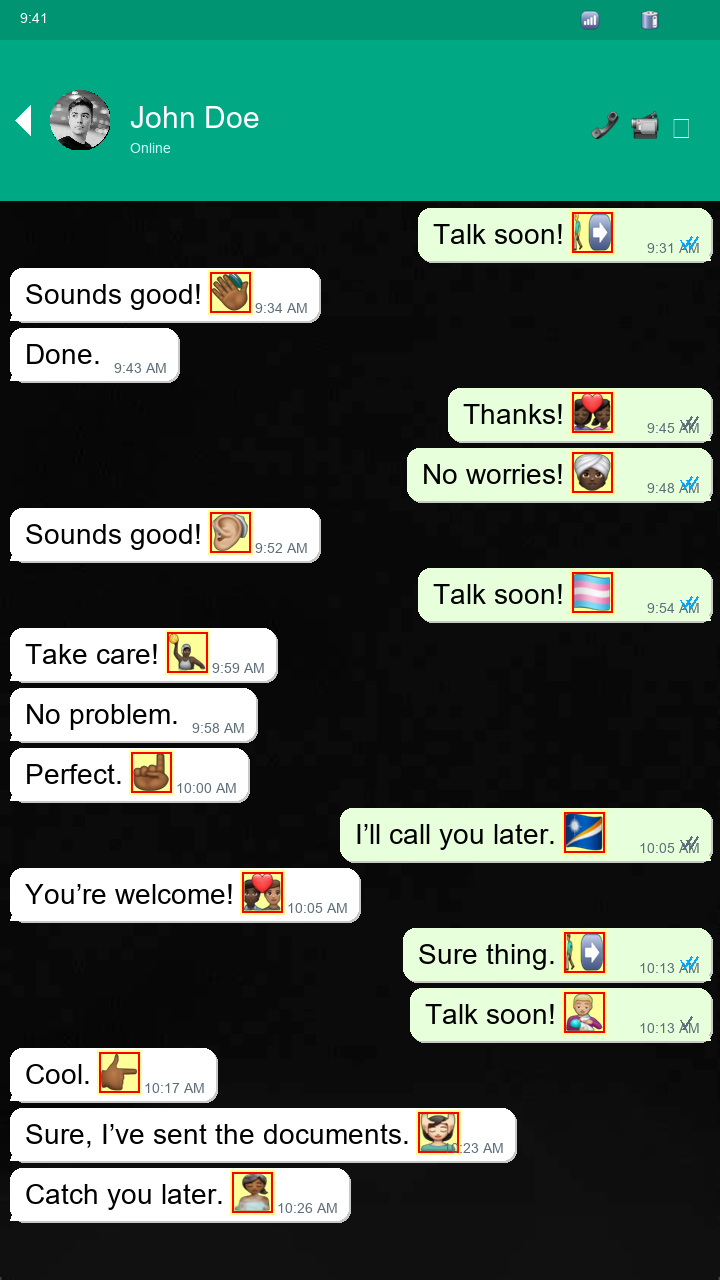 9:41
John Doe
Online
Talk soon! 🚶‍➡️ 9:31 AM
Sounds good! 👋🏾 9:34 AM
Done. 9:43 AM
Thanks! 👩🏿‍❤️‍👩🏿 9:45 AM
No worries! 👳🏿 9:48 AM
Sounds good! 🦻🏼 9:52 AM
Talk soon! 🏳️‍⚧️ 9:54 AM
Take care! 🤾🏿‍♀️ 9:59 AM
No problem. 9:58 AM
Perfect. ☝🏾 10:00 AM
I’ll call you later. 🇲🇭 10:05 AM
You’re welcome! 👨🏿‍❤️‍👨🏽 10:05 AM
Sure thing. 🚶‍➡️ 10:13 AM
Talk soon! 👨🏼‍🍼 10:13 AM
Cool. 👉🏾 10:17 AM
Sure, I’ve sent the documents. 💆🏻 10:23 AM
Catch you later. 👰🏾 10:26 AM